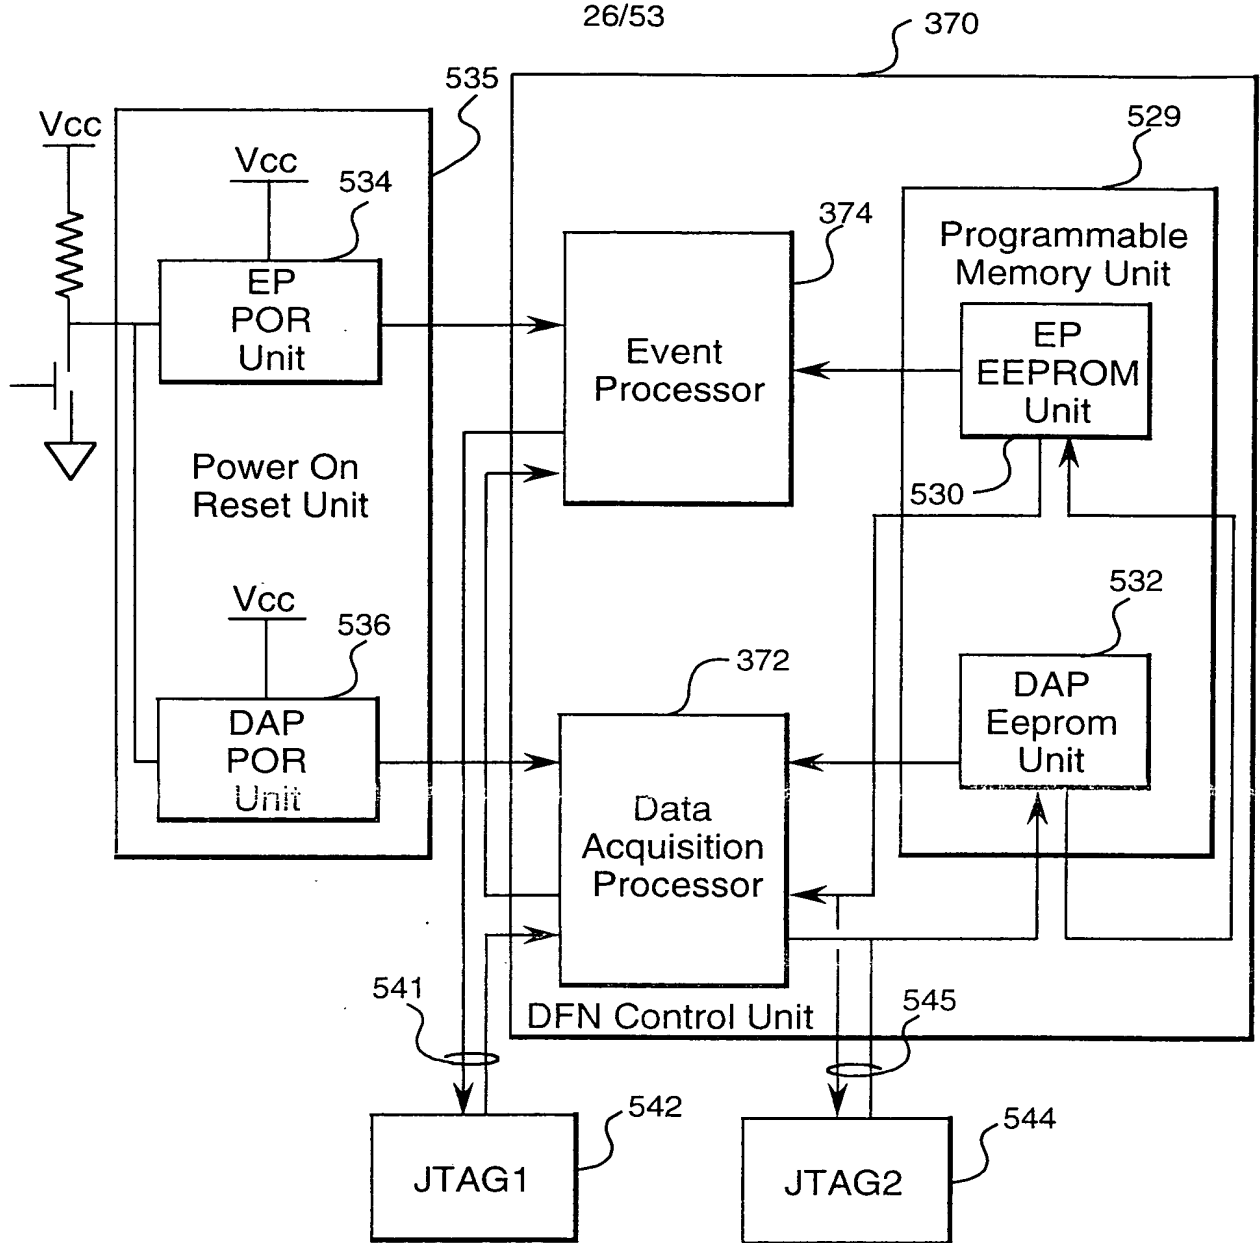 26/53
370
535
529
Vcc
Vcc
534
374
Programmable
Memory Unit
EP
POR
Unit
Event
Processor
EP
EEPROM
Unit
Power On
Reset Unit
530
532
Vcc
536
372
DAP
POR
Unit
DAP
Eeprom
Unit
Data
Acquisition
Processor
541
DFN Control Unit
545
542
544
JTAG1
JTAG2